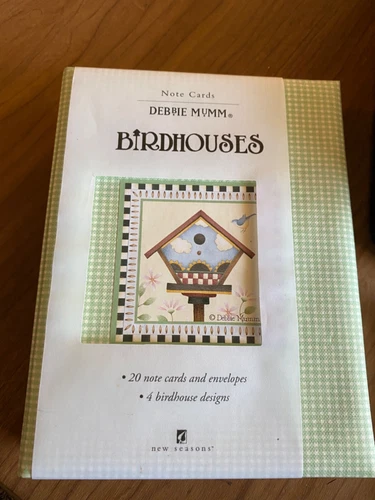 Note Cards
DEBBIE MUMM®
BIRDHOUSES
© Debbie Mumm
• 20 note cards and envelopes
• 4 birdhouse designs
new seasons®